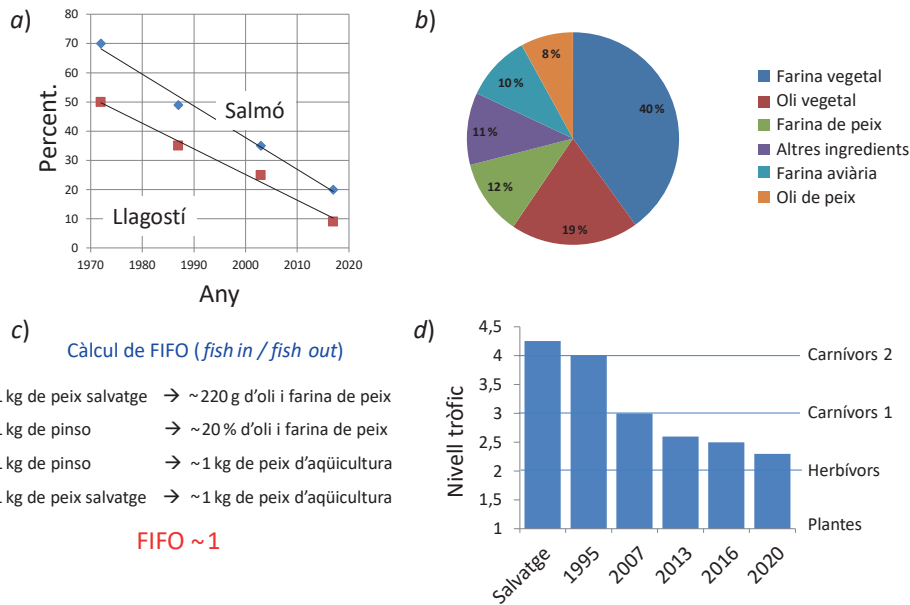 a)
Percent.
80
70
60
50
40
30
20
10
0
Salmó
Llagostí
1970 1980 1990 2000 2010 2020
Any
b)
40 %
19 %
12 %
11 %
10 %
8 %
Farina vegetal
Oli vegetal
Farina de peix
Altres ingredients
Farina aviària
Oli de peix
c)
Càlcul de FIFO (fish in / fish out)
kg de peix salvatge → ~220 g d'oli i farina de peix
kg de pinso → ~20 % d'oli i farina de peix
kg de pinso → ~1 kg de peix d'aqüicultura
kg de peix salvatge → ~1 kg de peix d'aqüicultura
FIFO ~1
d)
Nivell tròfic
4,5
4
3,5
3
2,5
2
1,5
1
Carnívors 2
Carnívors 1
Herbívors
Plantes
Salvatge 1995 2007 2013 2016 2020